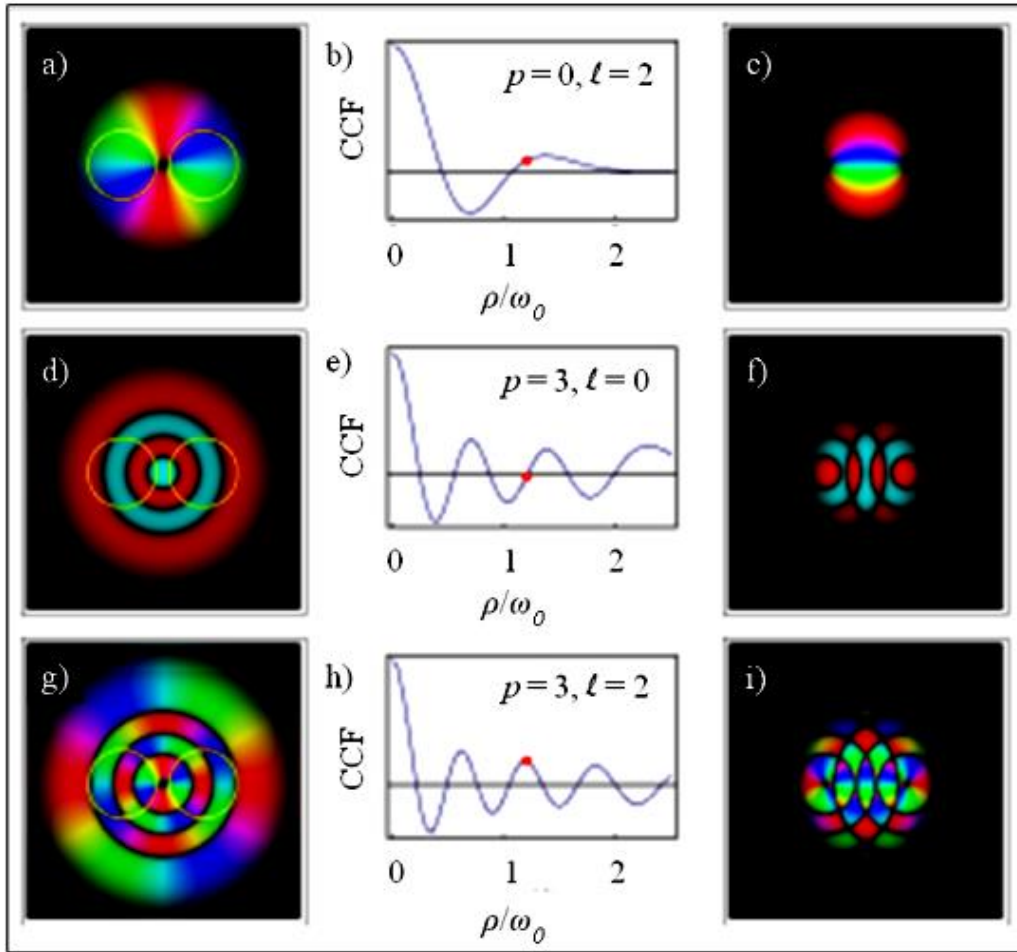 a)
b)
p = 0, ℓ = 2
CCF
0 1 2
ρ/ω₀
c)
d)
e)
p = 3, ℓ = 0
CCF
0 1 2
ρ/ω₀
f)
g)
h)
p = 3, ℓ = 2
CCF
0 1 2
ρ/ω₀
i)